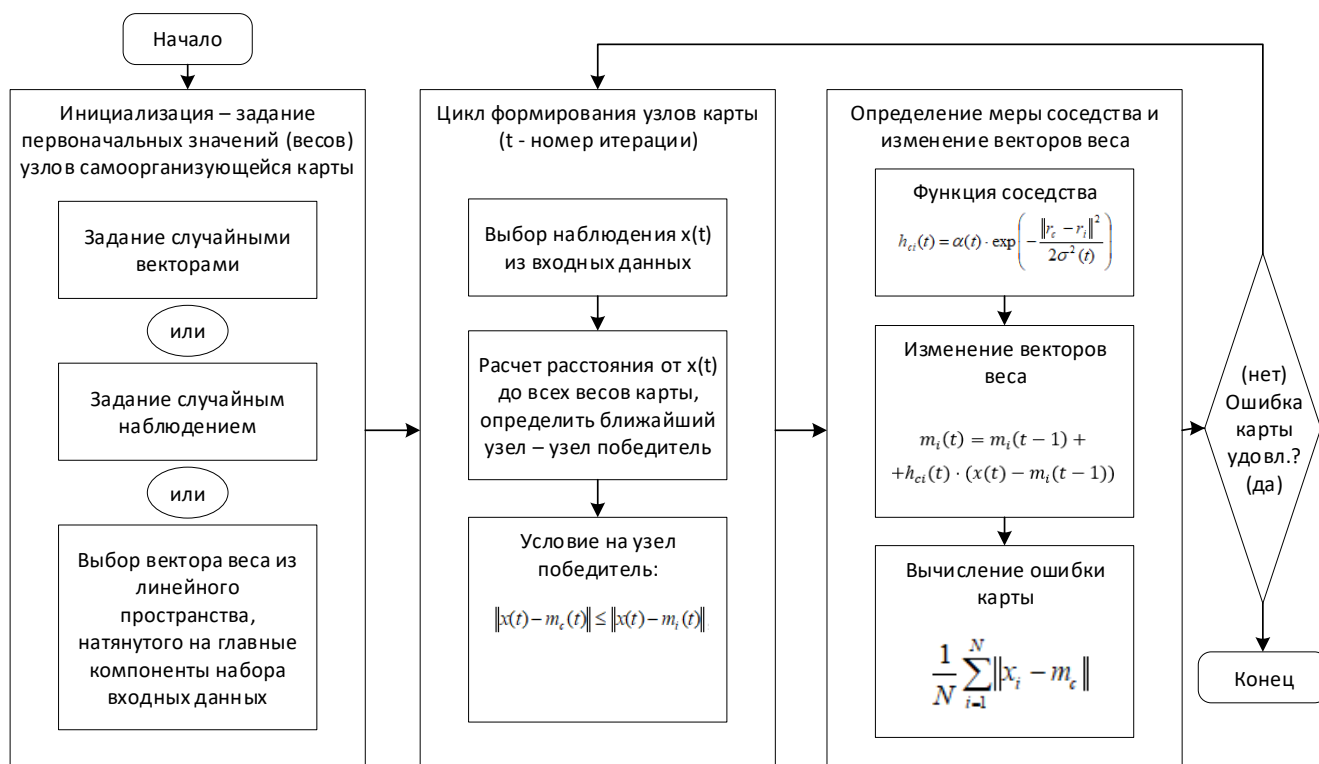 Начало
Инициализация – задание
первоначальных значений (весов)
узлов самоорганизующейся карты
Задание случайными
векторами
или
Задание случайным
наблюдением
или
Выбор вектора веса из
линейного
пространства,
натянутого на главные
компоненты набора
входных данных
Цикл формирования узлов карты
(t - номер итерации)
Выбор наблюдения x(t)
из входных данных
Расчет расстояния от x(t)
до всех весов карты,
определить ближайший
узел – узел победитель
Условие на узел
победитель:
‖x(t) − m_c(t)‖ ≤ ‖x(t) − m_i(t)‖
Определение меры соседства и
изменение векторов веса
Функция соседства
h_{ci}(t) = α(t) · exp(−‖r_c − r_i‖² / 2σ²(t))
Изменение векторов
веса
m_i(t) = m_i(t − 1) +
+h_{ci}(t) · (x(t) − m_i(t − 1))
Вычисление ошибки
карты
1/N ∑_{i=1}^{N} ‖x_i − m_c‖
(нет)
Ошибка
карты
удовл.?
(да)
Конец